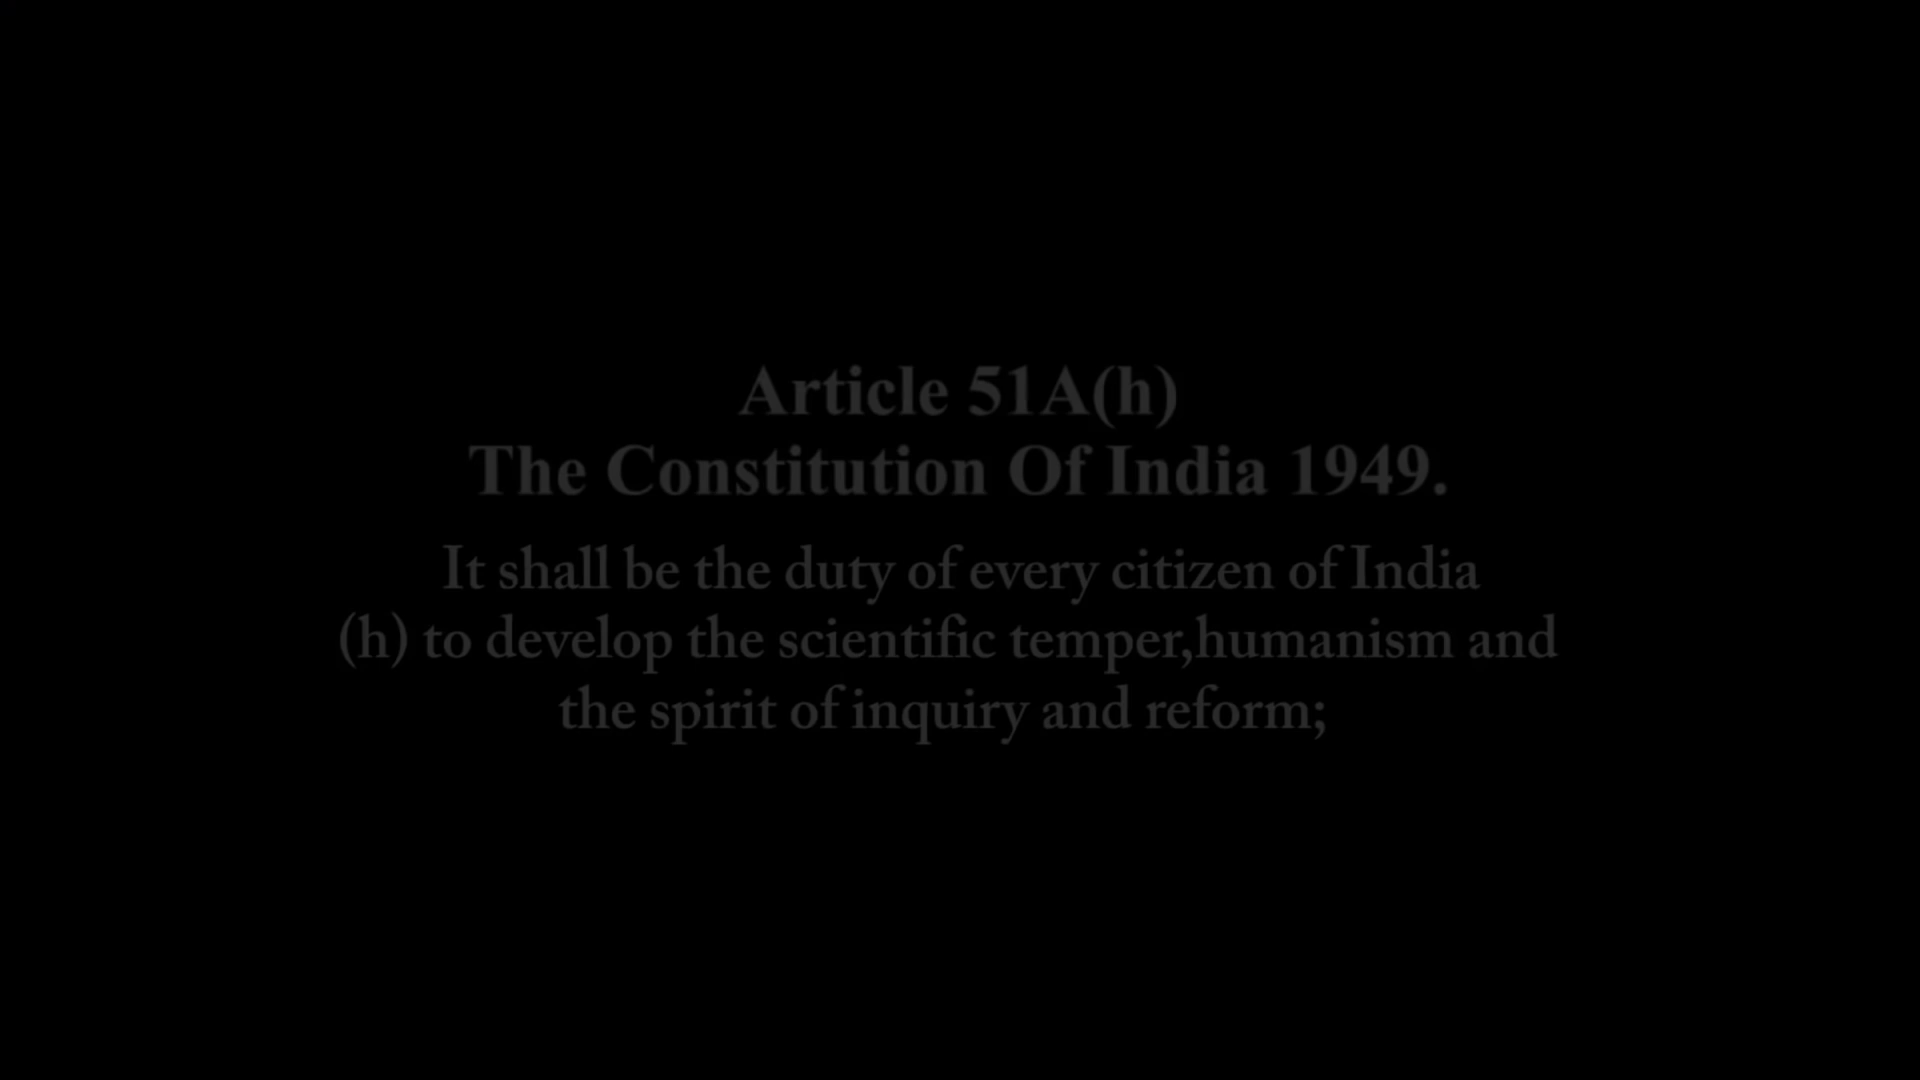 Article 51A(h)
The Constitution Of India 1949.
It shall be the duty of every citizen of India
(h) to develop the scientific temper,humanism and
the spirit of inquiry and reform;